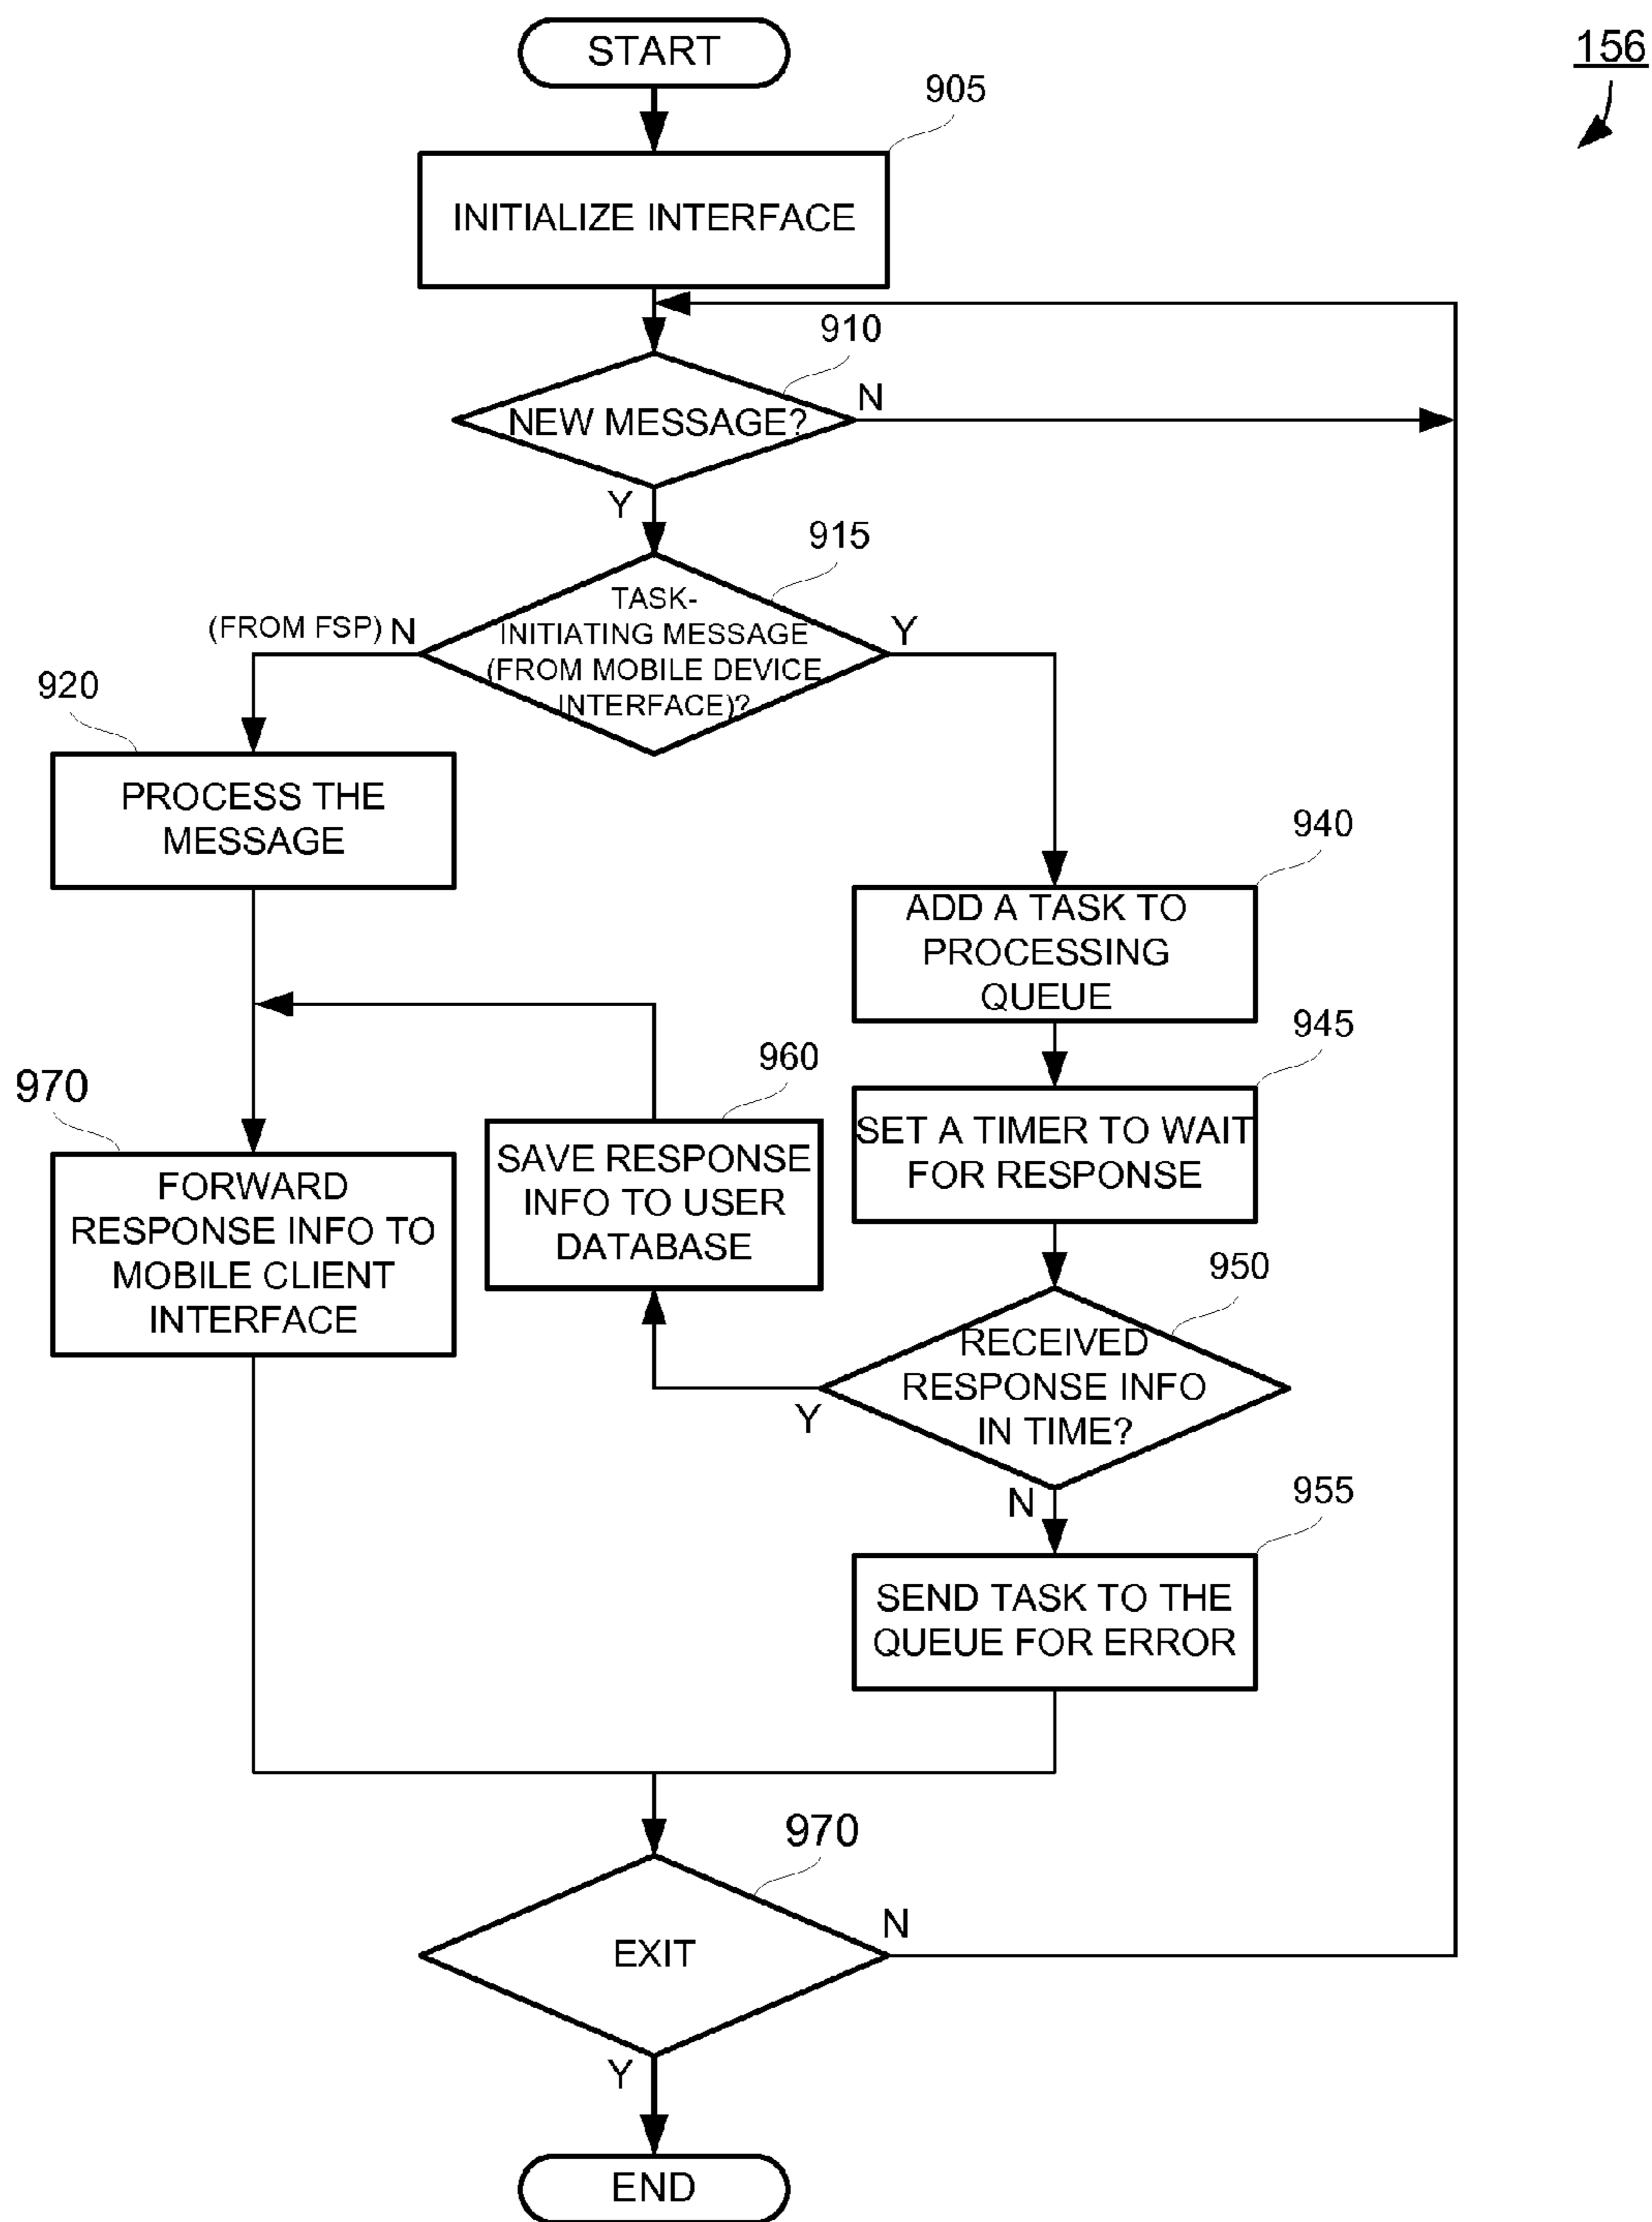 START
156
905
INITIALIZE INTERFACE
910
NEW MESSAGE?
N
Y
915
TASK-
INITIATING MESSAGE
(FROM MOBILE DEVICE
INTERFACE)?
(FROM FSP) N
Y
920
PROCESS THE
MESSAGE
940
ADD A TASK TO
PROCESSING
QUEUE
945
SET A TIMER TO WAIT
FOR RESPONSE
960
SAVE RESPONSE
INFO TO USER
DATABASE
970
FORWARD
RESPONSE INFO TO
MOBILE CLIENT
INTERFACE
950
RECEIVED
RESPONSE INFO
IN TIME?
Y
N
955
SEND TASK TO THE
QUEUE FOR ERROR
970
EXIT
N
Y
END